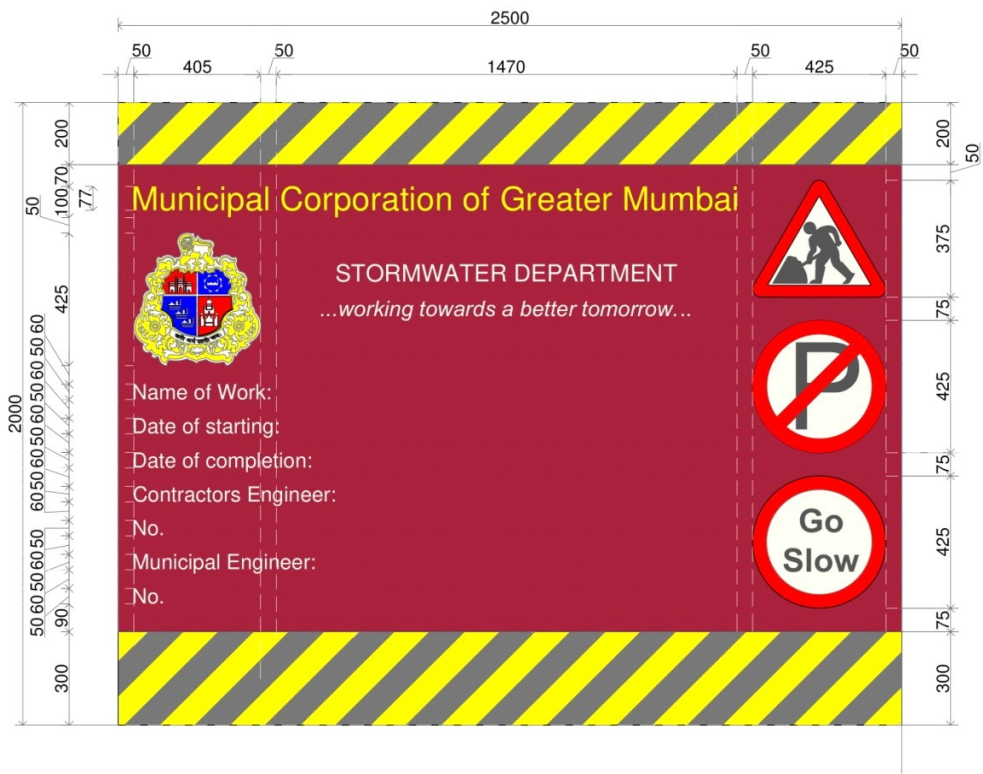 2500
50 50 50 50
405 1470 425
200
70
100
77
50
425
2000
60
50
60
50
60
50
60
50
60
50
60
50
60
50
60
50
90
300
200
50
375
75
425
75
425
75
300
Municipal Corporation of Greater Mumbai
STORMWATER DEPARTMENT
...working towards a better tomorrow...
Name of Work:
Date of starting:
Date of completion:
Contractors Engineer:
No.
Municipal Engineer:
No.
P
Go
Slow